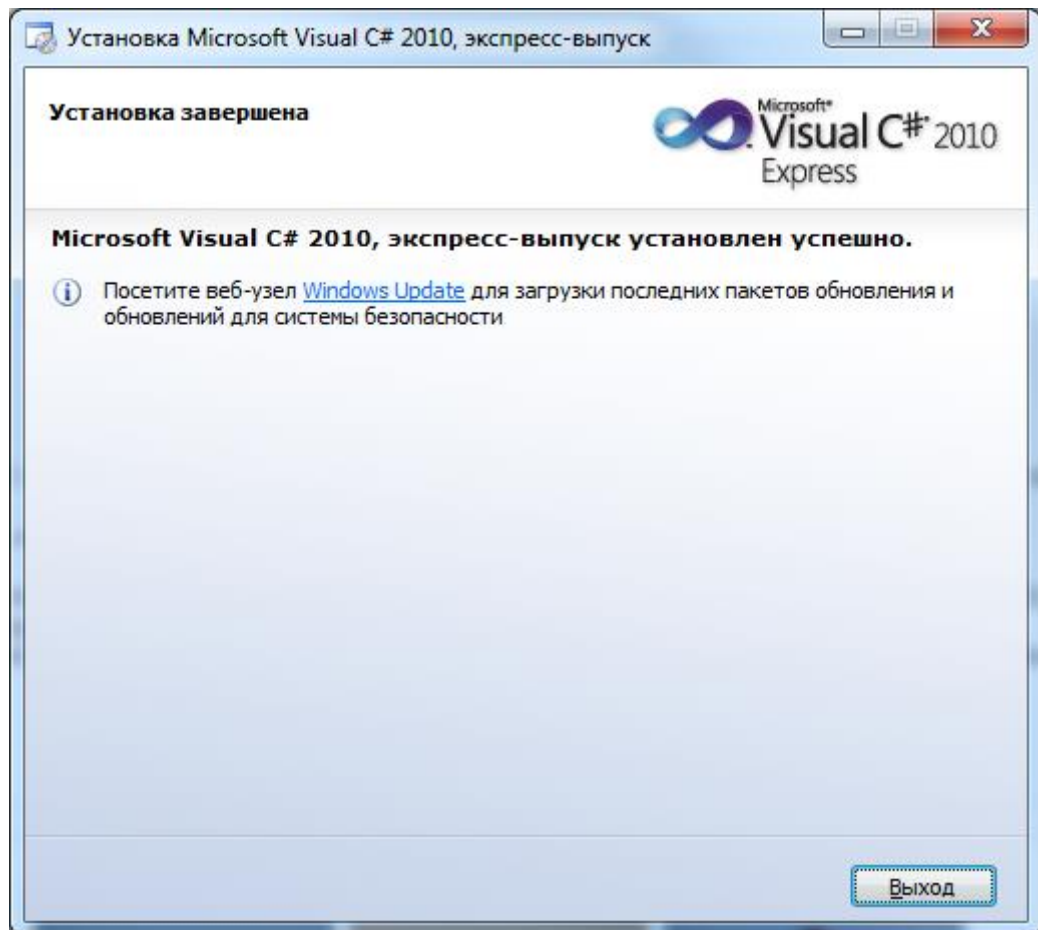 Установка Microsoft Visual C# 2010, экспресс-выпуск
Установка завершена
Microsoft®
Visual C#® 2010
Express
Microsoft Visual C# 2010, экспресс-выпуск установлен успешно.
Посетите веб-узел Windows Update для загрузки последних пакетов обновления и
обновлений для системы безопасности
Выход